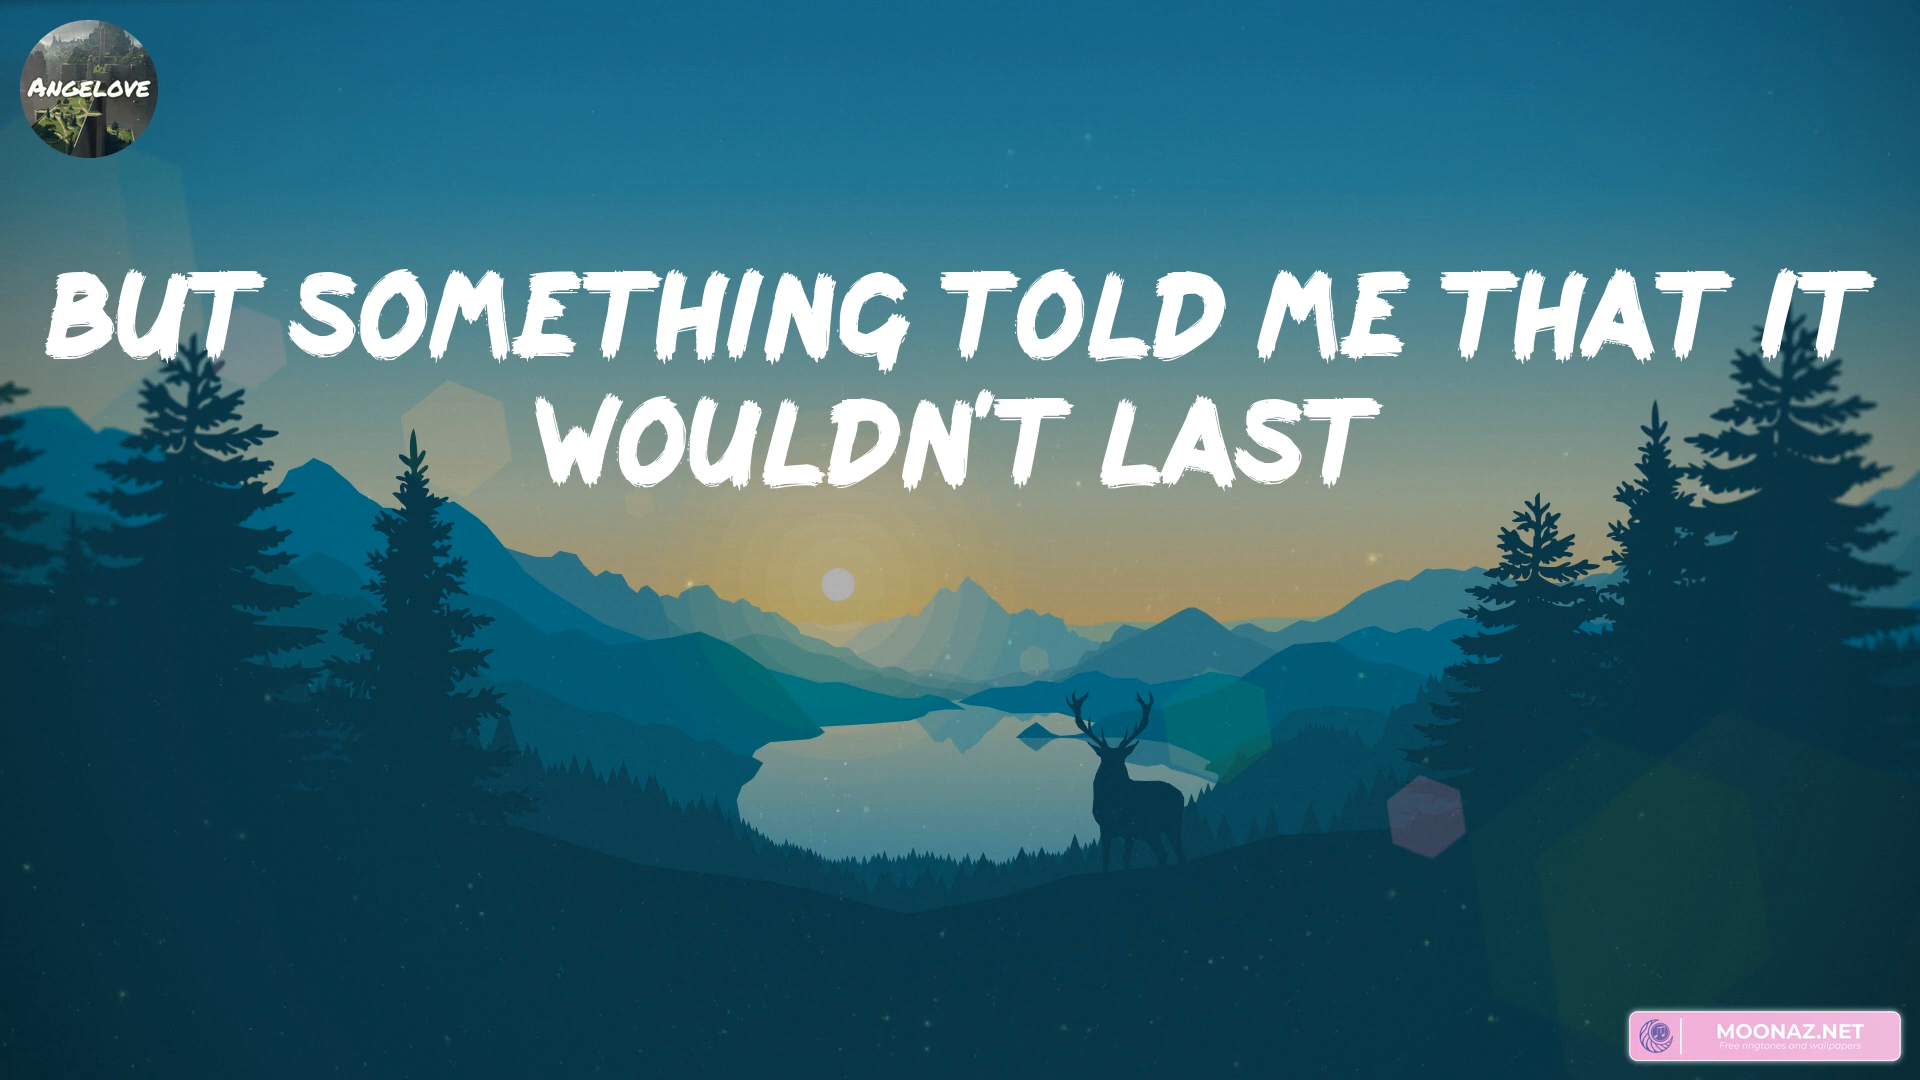 ANGELOVE
BUT SOMETHING TOLD ME THAT IT
WOULDN'T LAST
MOONAZ.NET
Free ringtones and wallpapers